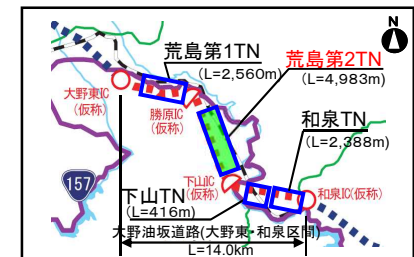 N
荒島第1TN
(L=2,560m)
荒島第2TN
(L=4,983m)
大野東IC
(仮称)
勝原IC
(仮称)
和泉TN
(L=2,388m)
157
下山IC
(仮称)
下山TN
(L=416m)
和泉IC(仮称)
大野油坂道路(大野東・和泉区間)
L=14.0km